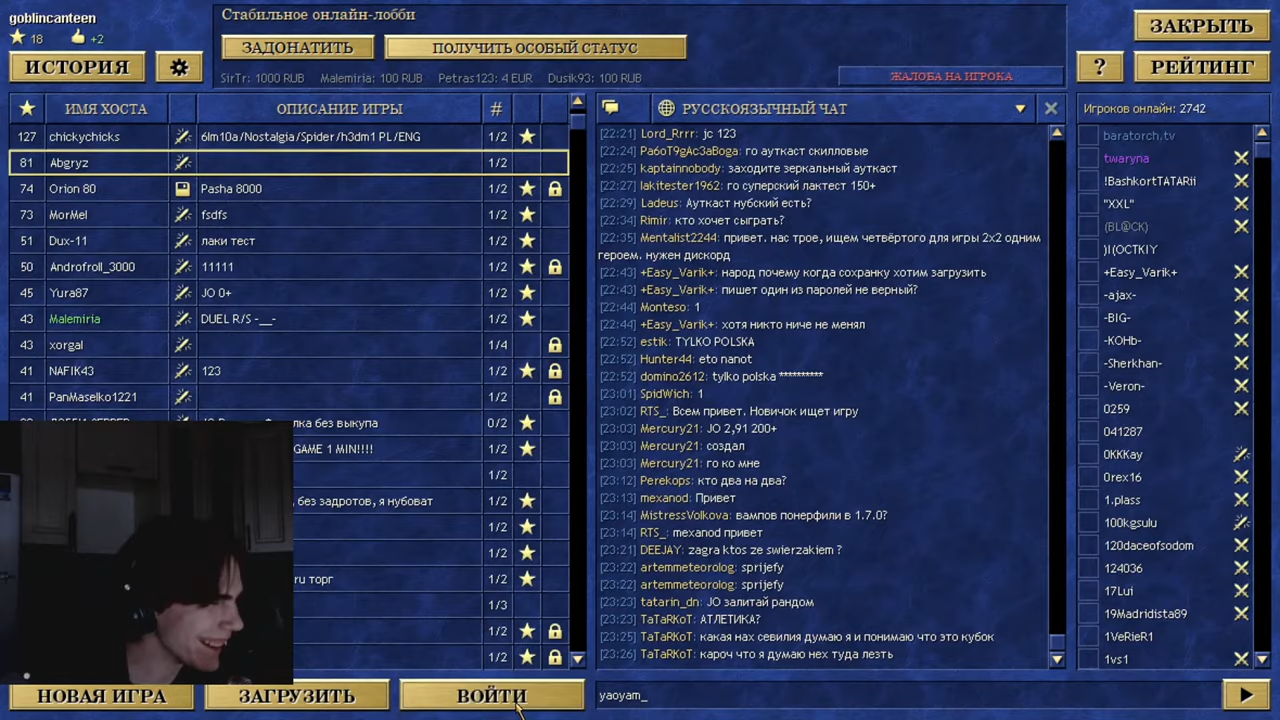 goblincanteen
18 +2
ИСТОРИЯ
Стабильное онлайн-лобби
ЗАДОНАТИТЬ ПОЛУЧИТЬ ОСОБЫЙ СТАТУС
SirTr: 1000 RUB Malemiria: 100 RUB Petras123: 4 EUR Dusik93: 100 RUB
ЖАЛОБА НА ИГРОКА
ЗАКРЫТЬ
? РЕЙТИНГ
ИМЯ ХОСТА ОПИСАНИЕ ИГРЫ #
127 chickychicks 6lm10a/Nostalgia/Spider/h3dm1 PL/ENG 1/2
81 Abgryz 1/2
74 Orion 80 Pasha 8000 1/2
73 MorMel fsdfs 1/2
51 Dux-11 лаки тест 1/2
50 Androfroll_3000 11111 1/2
45 Yura87 JO 0+ 1/2
43 Malemiria DUEL R/S -__- 1/2
43 xorgal 1/4
41 NAFIK43 123 1/2
41 PanMaselko1221 1/2
лка без выкупа 0/2
GAME 1 MIN!!!! 1/2
1/2
, без задротов, я нубоват 1/2
1/2
1/2
ru торг 1/2
1/3
1/2
1/2
РУССКОЯЗЫЧНЫЙ ЧАТ
[22:21] Lord_Rrrr: jc 123
[22:24] Ра6оТ9gАс3аBoga: го ауткаст скилловые
[22:25] kaptainnobody: заходите зеркальный ауткаст
[22:27] lakitester1962: го суперский лактест 150+
[22:29] Ladeus: Ауткаст нубский есть?
[22:34] Rimir: кто хочет сыграть?
[22:35] Mentalist2244: привет. нас трое, ищем четвёртого для игры 2х2 одним
героем. нужен дискорд
[22:43] +Easy_Varik+: народ почему когда сохранку хотим загрузить
[22:43] +Easy_Varik+: пишет один из паролей не верный?
[22:44] Monteso: 1
[22:44] +Easy_Varik+: хотя никто ниче не менял
[22:52] estik: TYLKO POLSKA
[22:52] Hunter44: eto nanot
[22:52] domino2612: tylko polska **********
[23:01] SpidWich: 1
[23:02] RTS_: Всем привет. Новичок ищет игру
[23:03] Mercury21: JO 2,91 200+
[23:03] Mercury21: создал
[23:03] Mercury21: го ко мне
[23:12] Perekops: кто два на два?
[23:13] mexanod: Привет
[23:14] MistressVolkova: вампов понерфили в 1.7.0?
[23:14] RTS_: mexanod привет
[23:21] DEEJAY: zagra ktos ze swierzakiem ?
[23:22] artemmeteorolog: sprijefy
[23:22] artemmeteorolog: sprijefy
[23:23] tatarin_dn: JO залитай рандом
[23:23] TaTaRKoT: АТЛЕТИКА?
[23:25] TaTaRKoT: какая нах севилия думаю я и понимаю что это кубок
[23:26] TaTaRKoT: кароч что я думаю нех туда лезть
Игроков онлайн: 2742
baratorch.tv
twaryna
!BashkortTATARii
"XXL"
(BL@CK)
)I(OCTKIY
+Easy_Varik+
-ajax-
-BIG-
-KOHb-
-Sherkhan-
-Veron-
0259
041287
0KKKay
0rex16
1.plass
100kgsulu
120daceofsodom
124036
17Lui
19Madridista89
1VeRieR1
1vs1
НОВАЯ ИГРА ЗАГРУЗИТЬ ВОЙТИ
yaoyam_